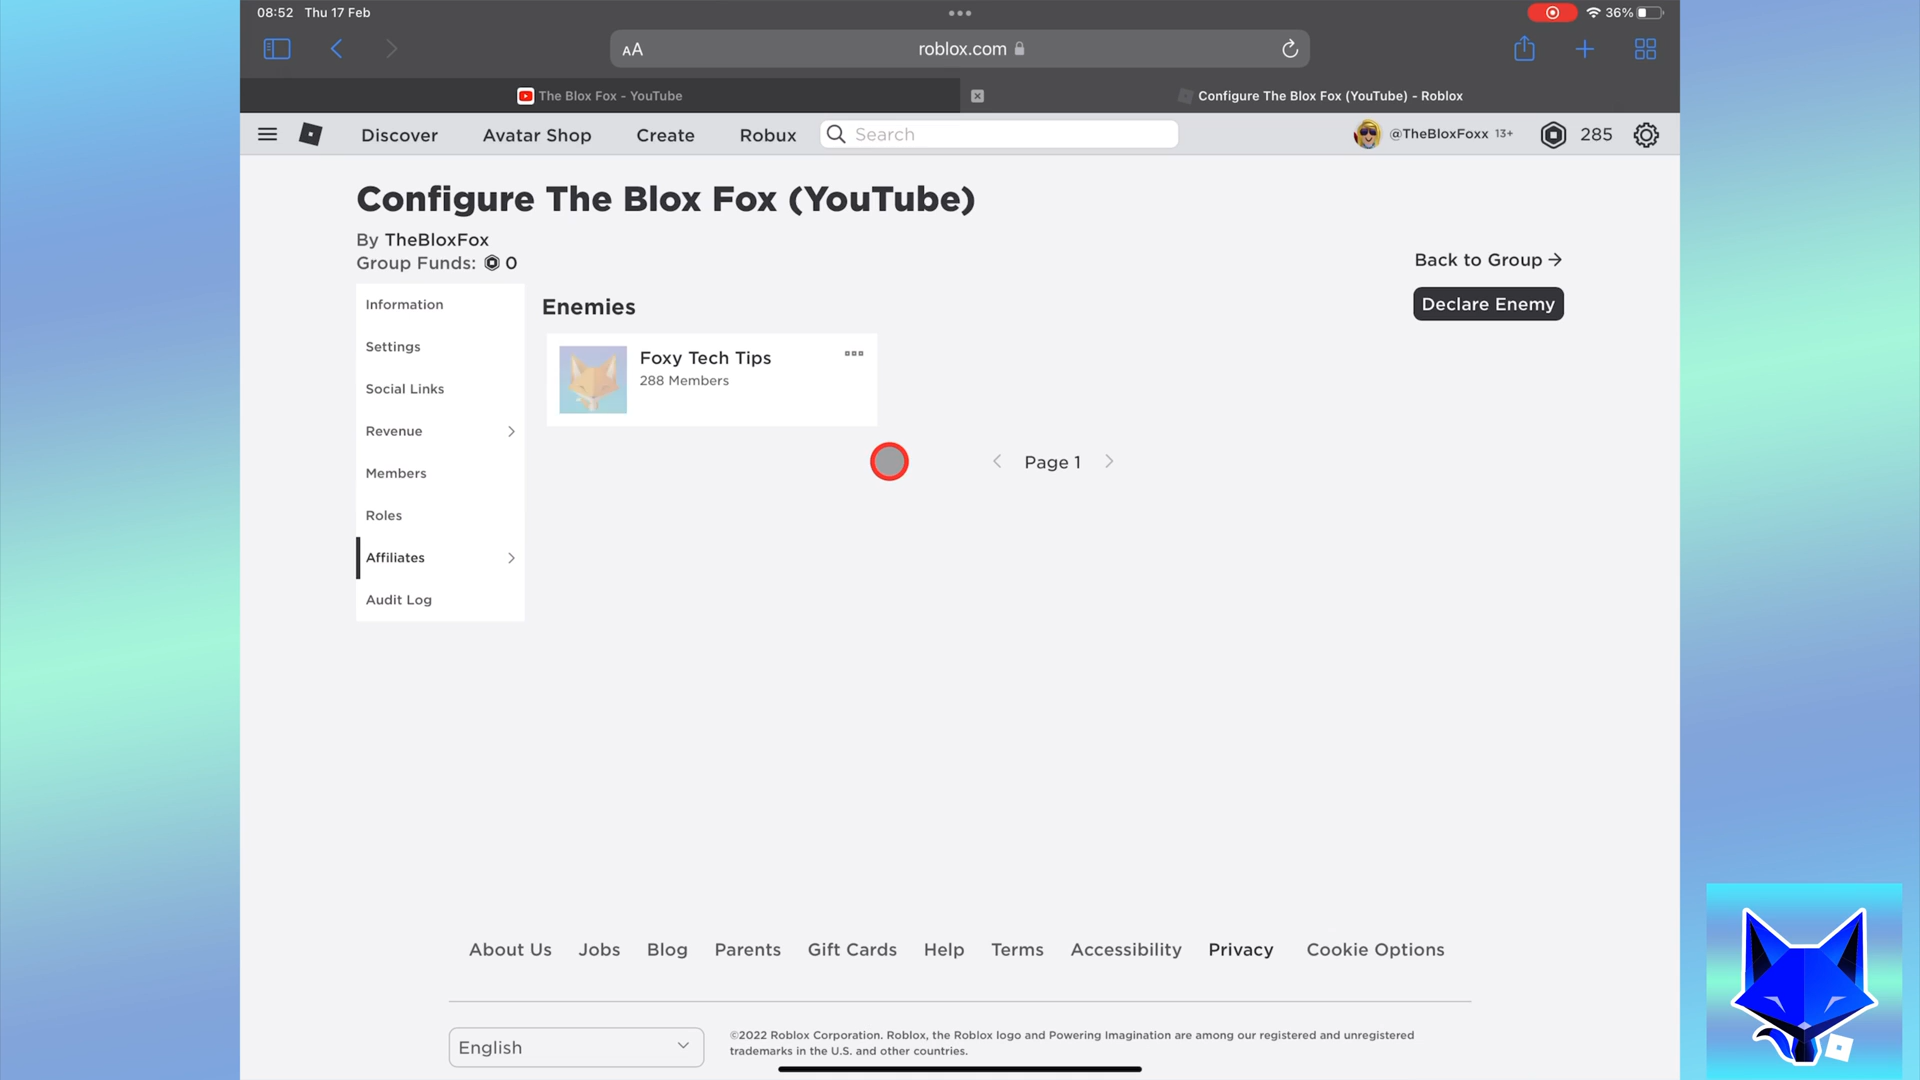 08:52 Thu 17 Feb
36%
AA
roblox.com
The Blox Fox - YouTube
Configure The Blox Fox (YouTube) - Roblox
Discover
Avatar Shop
Create
Robux
Search
@TheBloxFoxx 13+
285
Configure The Blox Fox (YouTube)
By TheBloxFox
Group Funds: 0
Back to Group →
Declare Enemy
Information
Settings
Social Links
Revenue
Members
Roles
Affiliates
Audit Log
Enemies
Foxy Tech Tips
288 Members
Page 1
About Us
Jobs
Blog
Parents
Gift Cards
Help
Terms
Accessibility
Privacy
Cookie Options
English
©2022 Roblox Corporation. Roblox, the Roblox logo and Powering Imagination are among our registered and unregistered
trademarks in the U.S. and other countries.